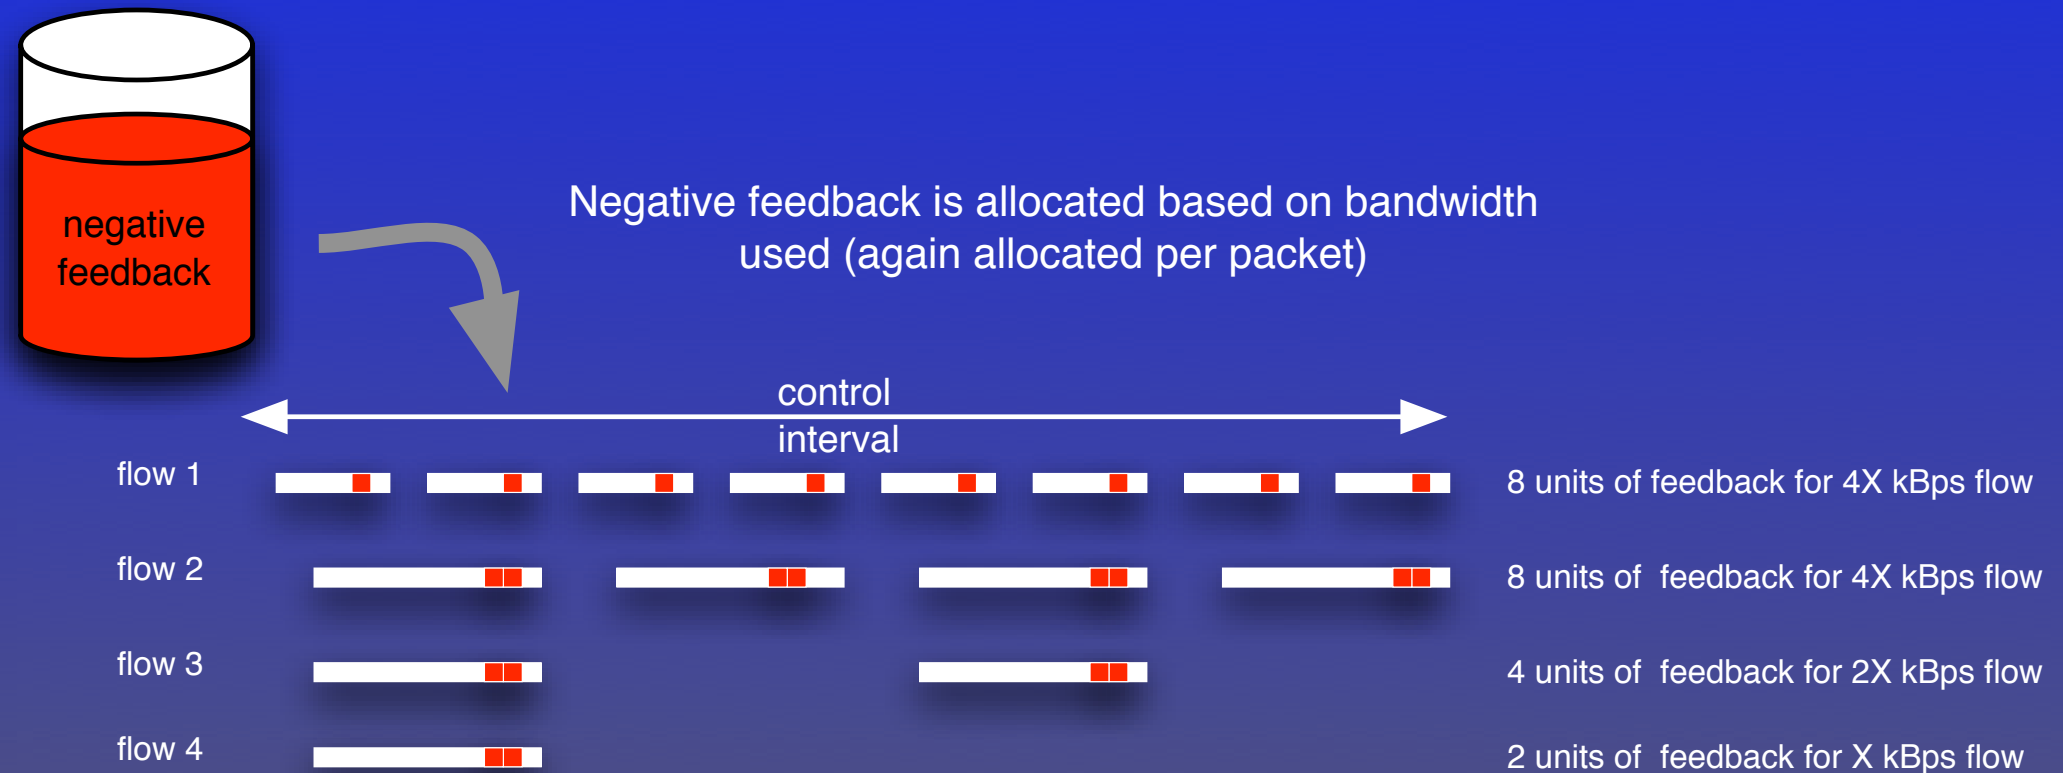 negative
feedback
Negative feedback is allocated based on bandwidth
used (again allocated per packet)
control
interval
flow 1
8 units of feedback for 4X kBps flow
flow 2
8 units of feedback for 4X kBps flow
flow 3
4 units of feedback for 2X kBps flow
flow 4
2 units of feedback for X kBps flow